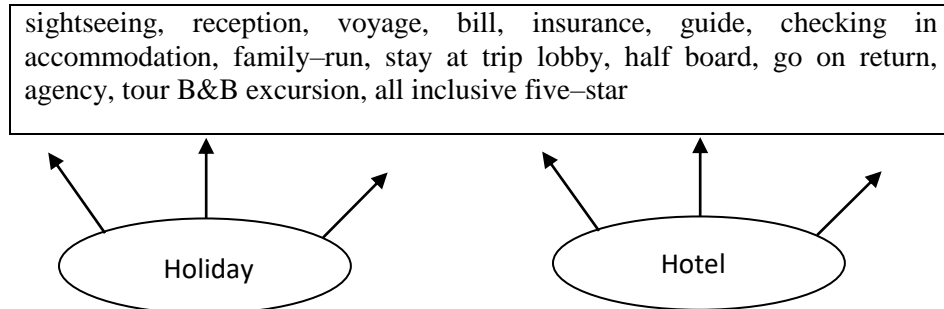 sightseeing, reception, voyage, bill, insurance, guide, checking in
accommodation, family–run, stay at trip lobby, half board, go on return,
agency, tour B&B excursion, all inclusive five–star
Holiday
Hotel